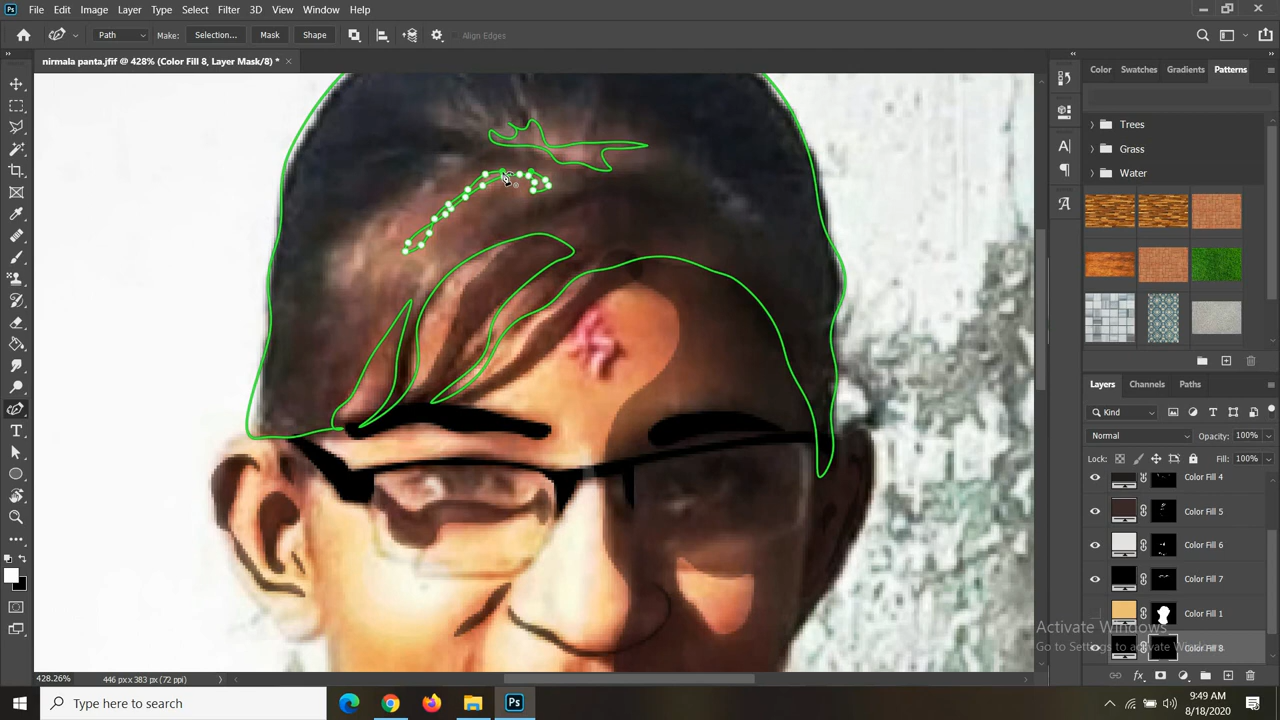 Ps File Edit Image Layer Type Select Filter 3D View Window Help
Path Make: Selection... Mask Shape Align Edges
nirmala panta.jfif @ 428% (Color Fill 8, Layer Mask/8) *
Color Swatches Gradients Patterns
Trees
Grass
Water
Layers Channels Paths
Kind
Normal Opacity: 100%
Lock: Fill: 100%
Color Fill 4
Color Fill 5
Color Fill 6
Color Fill 7
Color Fill 1
Color Fill 8
Activate Windows
Go to Settings to activate Windows.
428.26% 446 px x 383 px (72 ppi)
Type here to search
Ps
9:49 AM
8/18/2020